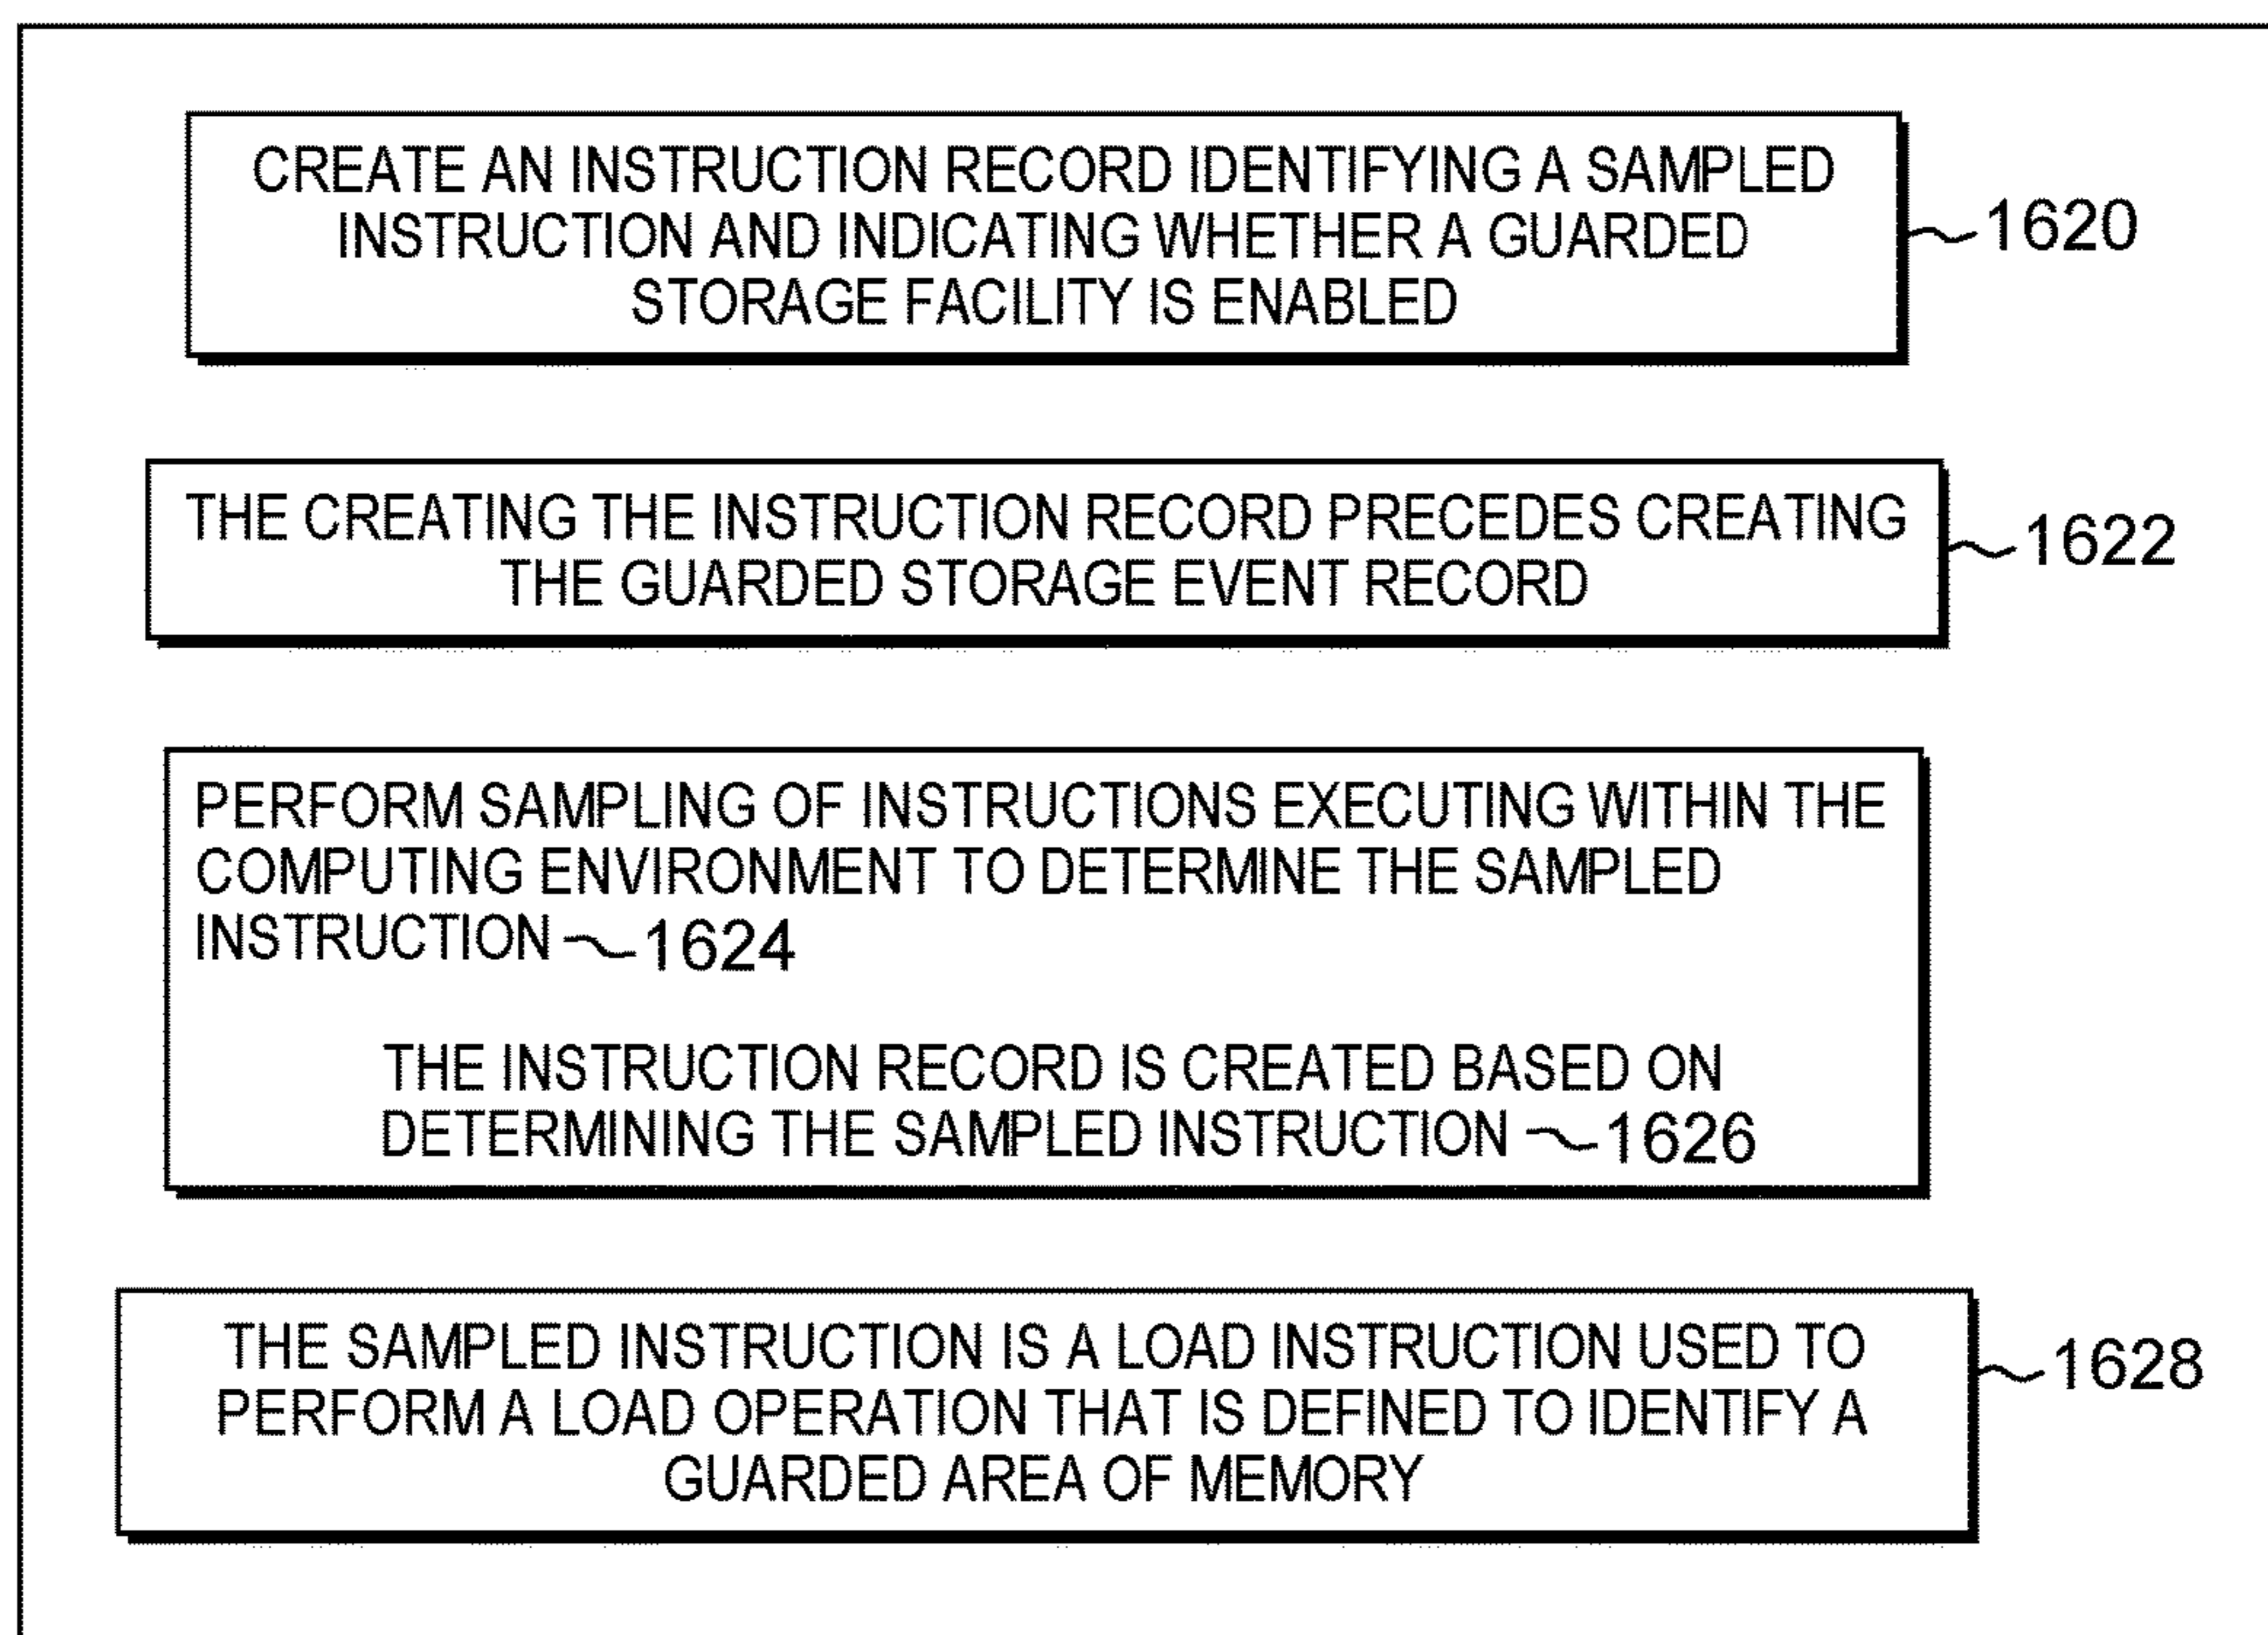 CREATE AN INSTRUCTION RECORD IDENTIFYING A SAMPLED
INSTRUCTION AND INDICATING WHETHER A GUARDED
STORAGE FACILITY IS ENABLED
1620
THE CREATING THE INSTRUCTION RECORD PRECEDES CREATING
THE GUARDED STORAGE EVENT RECORD
1622
PERFORM SAMPLING OF INSTRUCTIONS EXECUTING WITHIN THE
COMPUTING ENVIRONMENT TO DETERMINE THE SAMPLED
INSTRUCTION 1624
THE INSTRUCTION RECORD IS CREATED BASED ON
DETERMINING THE SAMPLED INSTRUCTION 1626
THE SAMPLED INSTRUCTION IS A LOAD INSTRUCTION USED TO
PERFORM A LOAD OPERATION THAT IS DEFINED TO IDENTIFY A
GUARDED AREA OF MEMORY
1628